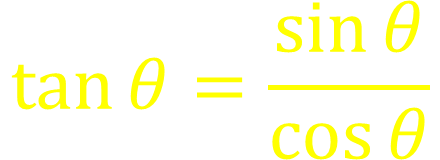 tan θ = sin θ / cos θ